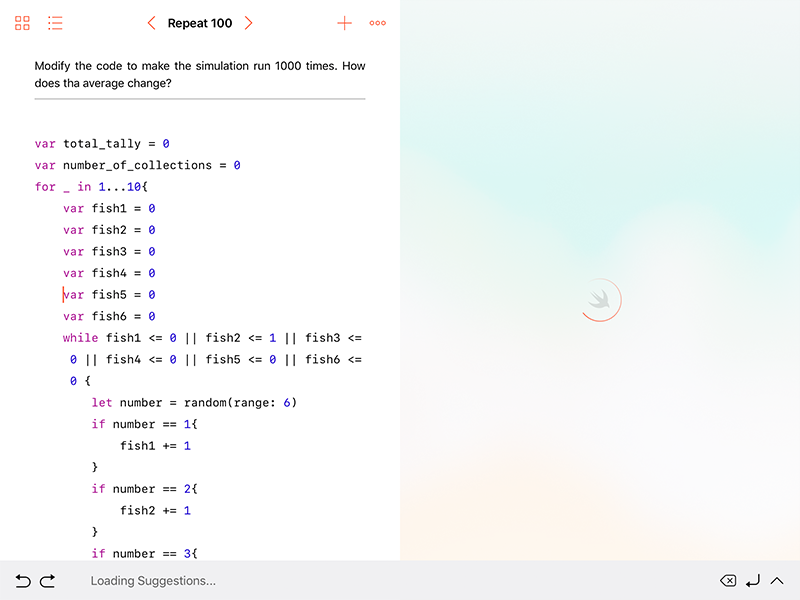 Repeat 100
Modify the code to make the simulation run 1000 times. How
does tha average change?
var total_tally = 0
var number_of_collections = 0
for _ in 1...10{
var fish1 = 0
var fish2 = 0
var fish3 = 0
var fish4 = 0
var fish5 = 0
var fish6 = 0
while fish1 <= 0 || fish2 <= 1 || fish3 <=
0 || fish4 <= 0 || fish5 <= 0 || fish6 <=
0 {
let number = random(range: 6)
if number == 1{
fish1 += 1
}
if number == 2{
fish2 += 1
}
if number == 3{
Loading Suggestions...